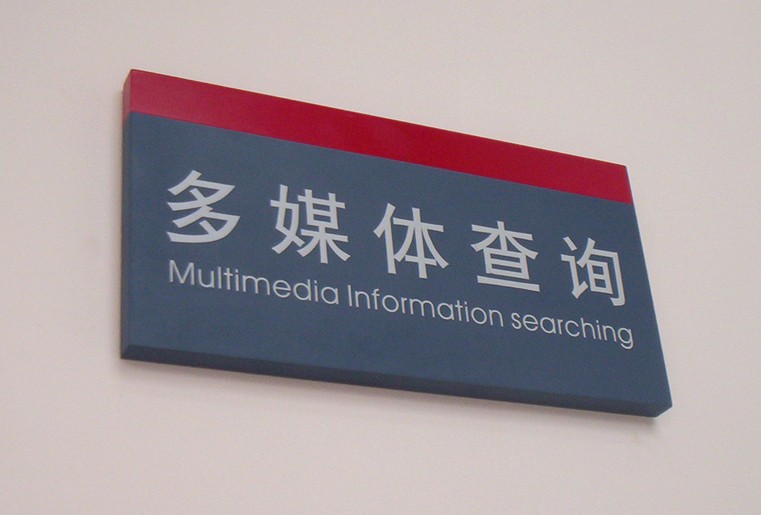 多媒体查询
Multimedia Information searching